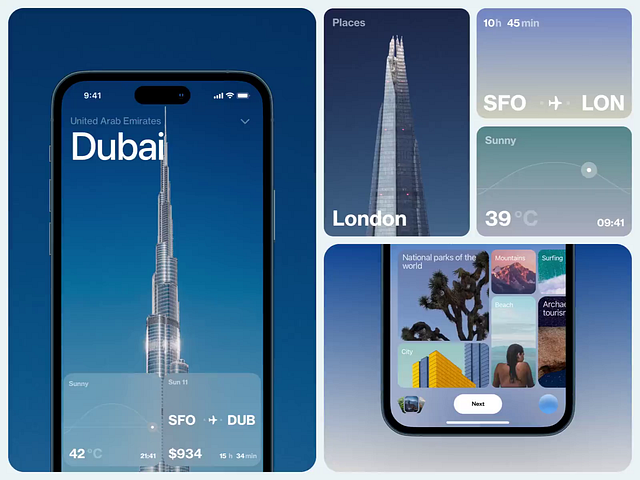 9:41
United Arab Emirates
Dubai
Sunny
42°C
21:41
Sun 11
SFO DUB
$934
15 h 34 min
Places
London
10h 45min
SFO LON
Sunny
39°C
09:41
National parks of the
world
Mountains
Surfing
Beach
Archae
tourism
City
Next